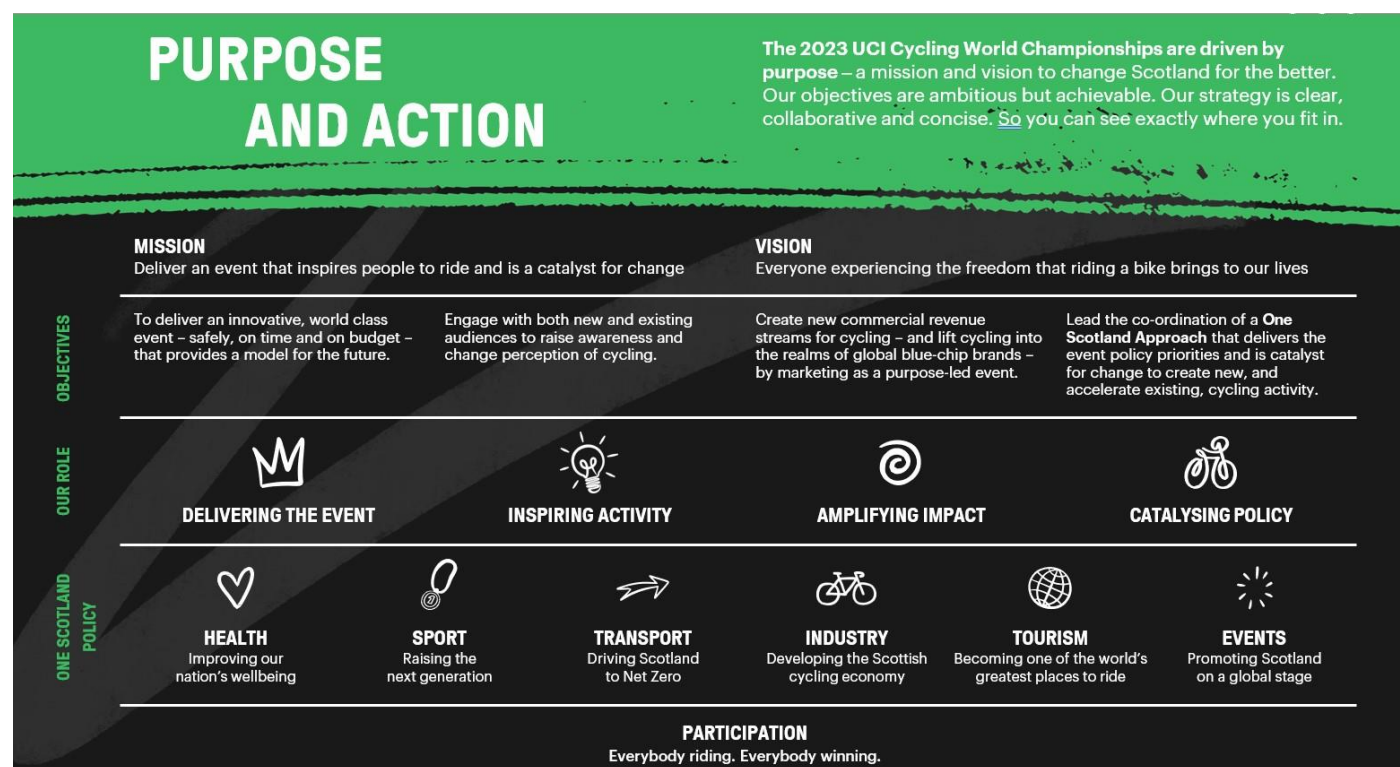 PURPOSE
AND ACTION
The 2023 UCI Cycling World Championships are driven by
purpose – a mission and vision to change Scotland for the better.
Our objectives are ambitious but achievable. Our strategy is clear,
collaborative and concise. So you can see exactly where you fit in.
MISSION
Deliver an event that inspires people to ride and is a catalyst for change
VISION
Everyone experiencing the freedom that riding a bike brings to our lives
OBJECTIVES
To deliver an innovative, world class
event – safely, on time and on budget –
that provides a model for the future.
Engage with both new and existing
audiences to raise awareness and
change perception of cycling.
Create new commercial revenue
streams for cycling – and lift cycling into
the realms of global blue-chip brands –
by marketing as a purpose-led event.
Lead the co-ordination of a One
Scotland Approach that delivers the
event policy priorities and is catalyst
for change to create new, and
accelerate existing, cycling activity.
OUR ROLE
DELIVERING THE EVENT
INSPIRING ACTIVITY
AMPLIFYING IMPACT
CATALYSING POLICY
ONE SCOTLAND
POLICY
HEALTH
Improving our
nation's wellbeing
SPORT
Raising the
next generation
TRANSPORT
Driving Scotland
to Net Zero
INDUSTRY
Developing the Scottish
cycling economy
TOURISM
Becoming one of the world's
greatest places to ride
EVENTS
Promoting Scotland
on a global stage
PARTICIPATION
Everybody riding. Everybody winning.